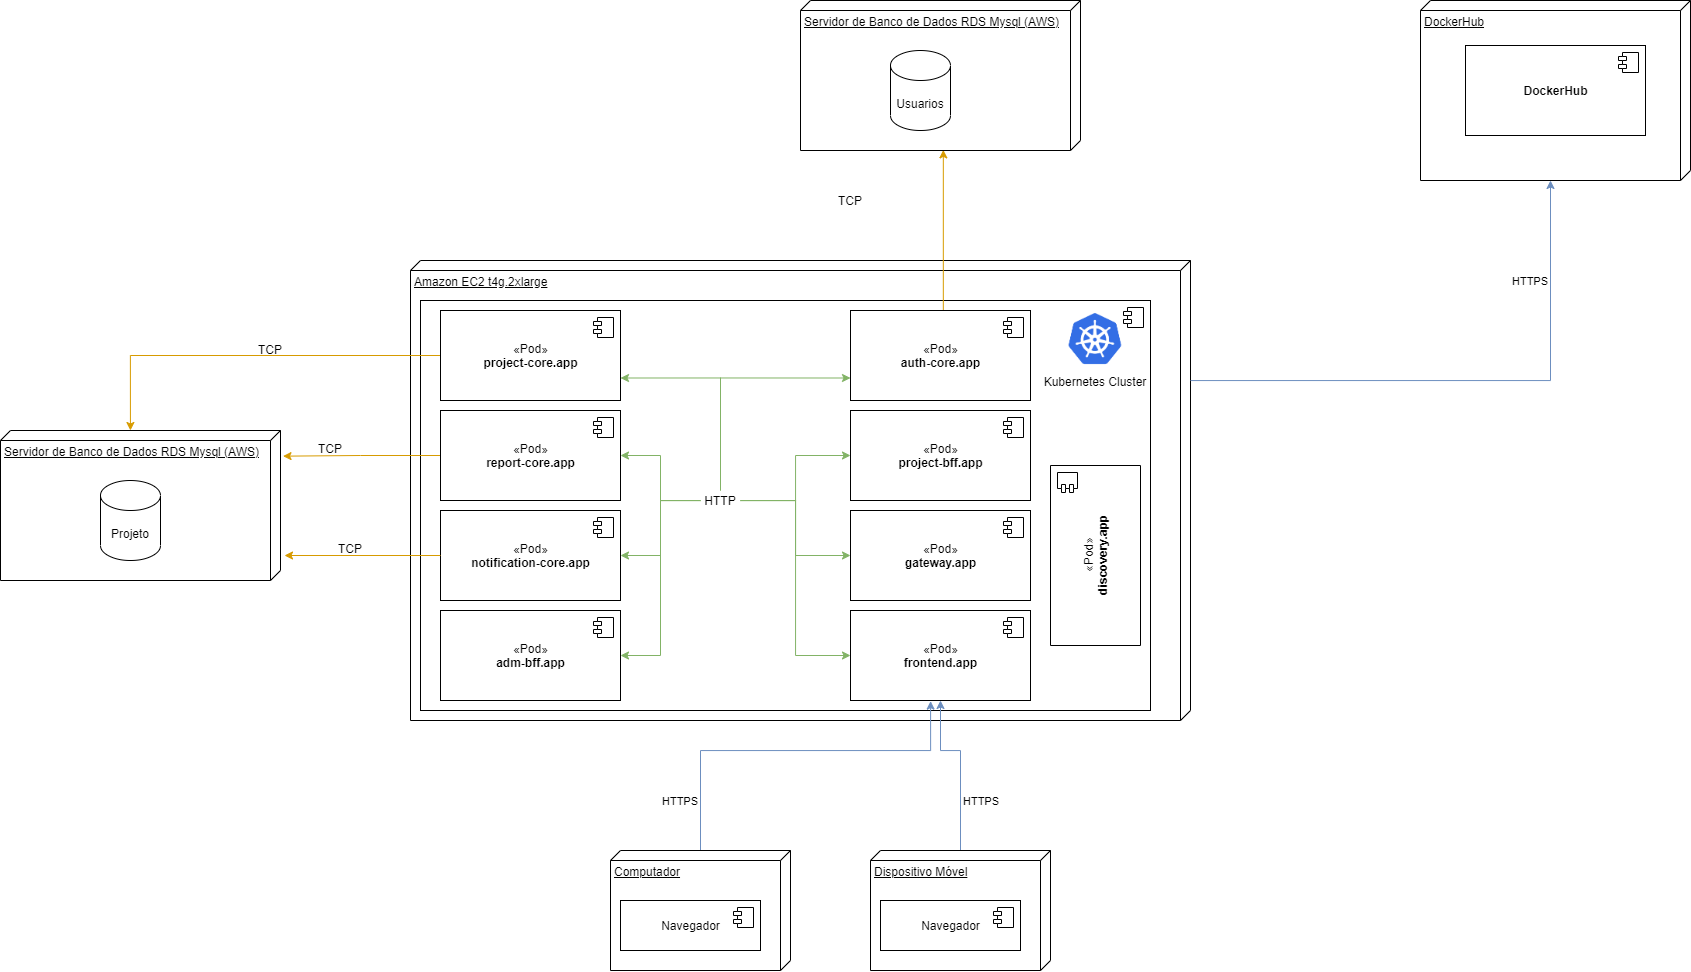 Servidor de Banco de Dados RDS Mysql (AWS)
Usuarios
DockerHub
DockerHub
TCP
HTTPS
Amazon EC2 t4g.2xlarge
«Pod»
project-core.app
«Pod»
auth-core.app
Kubernetes Cluster
TCP
Servidor de Banco de Dados RDS Mysql (AWS)
Projeto
TCP
«Pod»
report-core.app
«Pod»
project-bff.app
HTTP
TCP
«Pod»
notification-core.app
«Pod»
gateway.app
«Pod»
discovery.app
«Pod»
adm-bff.app
«Pod»
frontend.app
HTTPS
HTTPS
Computador
Navegador
Dispositivo Móvel
Navegador